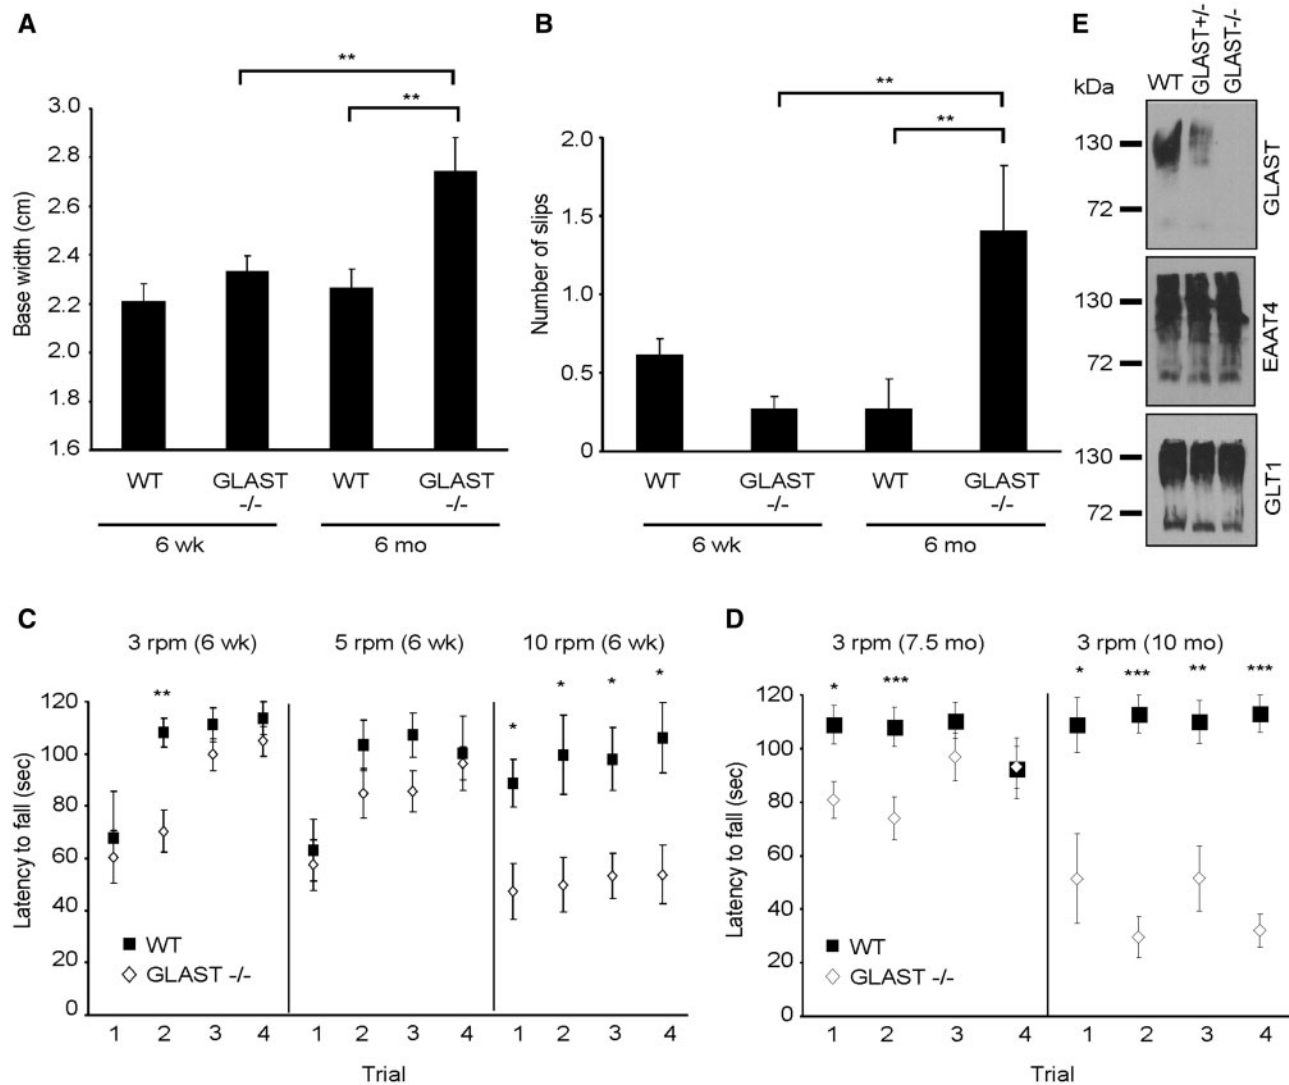 A
**
**
3.0
2.8
2.6
2.4
2.2
2.0
1.8
1.6
Base width (cm)
WT
GLAST -/-
WT
GLAST -/-
6 wk
6 mo
B
**
**
2.0
1.5
1.0
0.5
0
Number of slips
WT
GLAST -/-
WT
GLAST -/-
6 wk
6 mo
E
kDa
WT
GLAST+/-
GLAST-/-
130
72
GLAST
130
72
EAAT4
130
72
GLT1
C
3 rpm (6 wk)
5 rpm (6 wk)
10 rpm (6 wk)
**
*
*
*
*
120
100
80
60
40
20
0
Latency to fall (sec)
WT
GLAST -/-
1 2 3 4 1 2 3 4 1 2 3 4
Trial
D
3 rpm (7.5 mo)
3 rpm (10 mo)
*
***
*
***
**
***
120
100
80
60
40
20
0
Latency to fall (sec)
WT
GLAST -/-
1 2 3 4 1 2 3 4
Trial